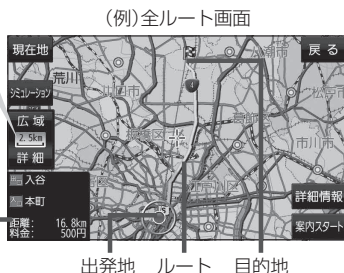 (例)全ルート画面
現在地
戻る
シミュレーション
荒川
川口市
広域
2.5km
詳細
板橋区
市川市
入谷
本町
距離: 16.8km
料金: 500円
詳細情報
案内スタート
出発地 ルート 目的地